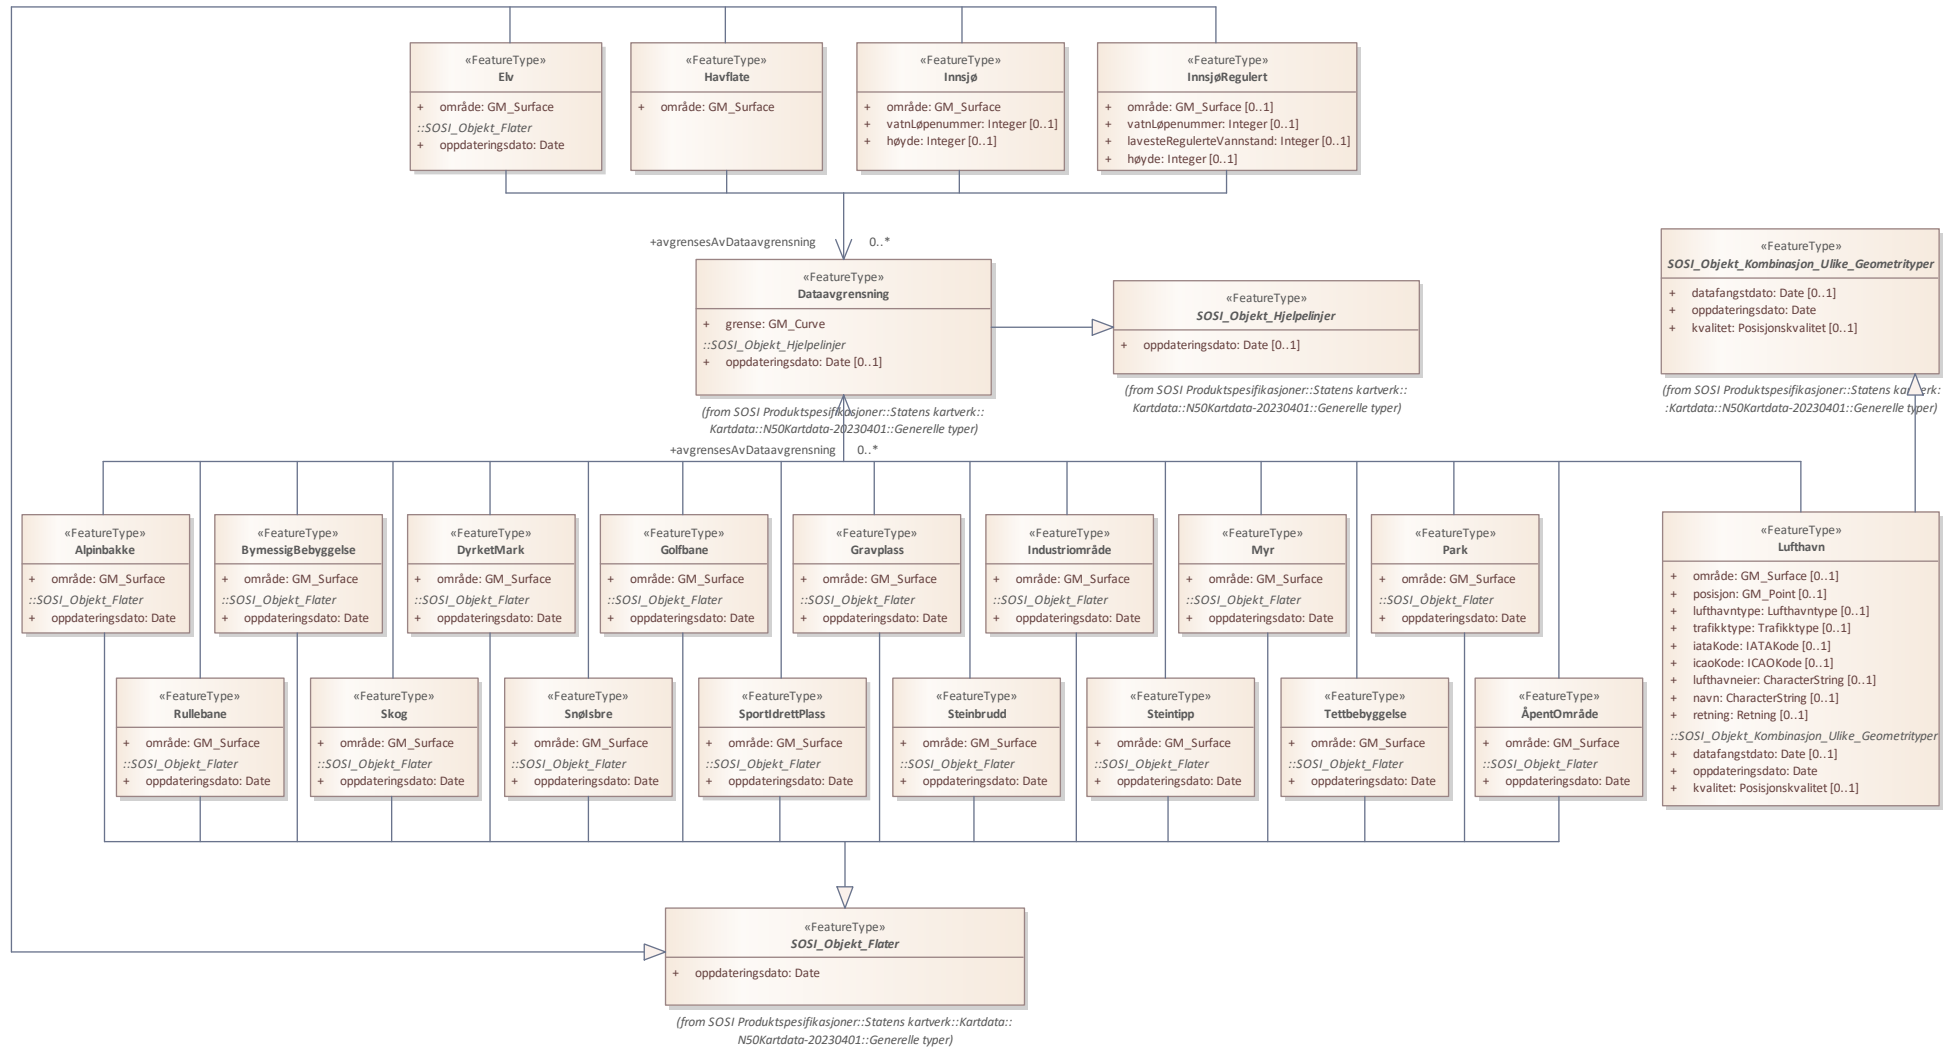 «FeatureType»
Elv
+ område: GM_Surface
::SOSI_Objekt_Flater
+ oppdateringsdato: Date
«FeatureType»
Havflate
+ område: GM_Surface
«FeatureType»
Innsjø
+ område: GM_Surface
+ vatnLøpenummer: Integer [0..1]
+ høyde: Integer [0..1]
«FeatureType»
InnsjøRegulert
+ område: GM_Surface [0..1]
+ vatnLøpenummer: Integer [0..1]
+ lavesteRegulerteVannstand: Integer [0..1]
+ høyde: Integer [0..1]
+avgrensesAvDataavgrensning 0..*
«FeatureType»
Dataavgrensning
+ grense: GM_Curve
::SOSI_Objekt_Hjelpelinjer
+ oppdateringsdato: Date [0..1]
(from SOSI Produktspesifikasjoner::Statens kartverk::
Kartdata::N50Kartdata-20230401::Generelle typer)
«FeatureType»
SOSI_Objekt_Hjelpelinjer
+ oppdateringsdato: Date [0..1]
(from SOSI Produktspesifikasjoner::Statens kartverk::
Kartdata::N50Kartdata-20230401::Generelle typer)
«FeatureType»
SOSI_Objekt_Kombinasjon_Ulike_Geometrityper
+ datafangstdato: Date [0..1]
+ oppdateringsdato: Date
+ kvalitet: Posisjonskvalitet [0..1]
(from SOSI Produktspesifikasjoner::Statens kartverk:
:Kartdata::N50Kartdata-20230401::Generelle typer)
+avgrensesAvDataavgrensning 0..*
«FeatureType»
Alpinbakke
+ område: GM_Surface
::SOSI_Objekt_Flater
+ oppdateringsdato: Date
«FeatureType»
BymessigBebyggelse
+ område: GM_Surface
::SOSI_Objekt_Flater
+ oppdateringsdato: Date
«FeatureType»
DyrketMark
+ område: GM_Surface
::SOSI_Objekt_Flater
+ oppdateringsdato: Date
«FeatureType»
Golfbane
+ område: GM_Surface
::SOSI_Objekt_Flater
+ oppdateringsdato: Date
«FeatureType»
Gravplass
+ område: GM_Surface
::SOSI_Objekt_Flater
+ oppdateringsdato: Date
«FeatureType»
Industriområde
+ område: GM_Surface
::SOSI_Objekt_Flater
+ oppdateringsdato: Date
«FeatureType»
Myr
+ område: GM_Surface
::SOSI_Objekt_Flater
+ oppdateringsdato: Date
«FeatureType»
Park
+ område: GM_Surface
::SOSI_Objekt_Flater
+ oppdateringsdato: Date
«FeatureType»
Lufthavn
+ område: GM_Surface [0..1]
+ posisjon: GM_Point [0..1]
+ lufthavntype: Lufthavntype [0..1]
+ trafikktype: Trafikktype [0..1]
+ iataKode: IATAKode [0..1]
+ icaoKode: ICAOKode [0..1]
+ lufthavneier: CharacterString [0..1]
+ navn: CharacterString [0..1]
+ retning: Retning [0..1]
::SOSI_Objekt_Kombinasjon_Ulike_Geometrityper
+ datafangstdato: Date [0..1]
+ oppdateringsdato: Date
+ kvalitet: Posisjonskvalitet [0..1]
«FeatureType»
Rullebane
+ område: GM_Surface
::SOSI_Objekt_Flater
+ oppdateringsdato: Date
«FeatureType»
Skog
+ område: GM_Surface
::SOSI_Objekt_Flater
+ oppdateringsdato: Date
«FeatureType»
SnøIsbre
+ område: GM_Surface
::SOSI_Objekt_Flater
+ oppdateringsdato: Date
«FeatureType»
SportIdrettPlass
+ område: GM_Surface
::SOSI_Objekt_Flater
+ oppdateringsdato: Date
«FeatureType»
Steinbrudd
+ område: GM_Surface
::SOSI_Objekt_Flater
+ oppdateringsdato: Date
«FeatureType»
Steintipp
+ område: GM_Surface
::SOSI_Objekt_Flater
+ oppdateringsdato: Date
«FeatureType»
Tettbebyggelse
+ område: GM_Surface
::SOSI_Objekt_Flater
+ oppdateringsdato: Date
«FeatureType»
ÅpentOmråde
+ område: GM_Surface
::SOSI_Objekt_Flater
+ oppdateringsdato: Date
«FeatureType»
SOSI_Objekt_Flater
+ oppdateringsdato: Date
(from SOSI Produktspesifikasjoner::Statens kartverk::Kartdata::
N50Kartdata-20230401::Generelle typer)